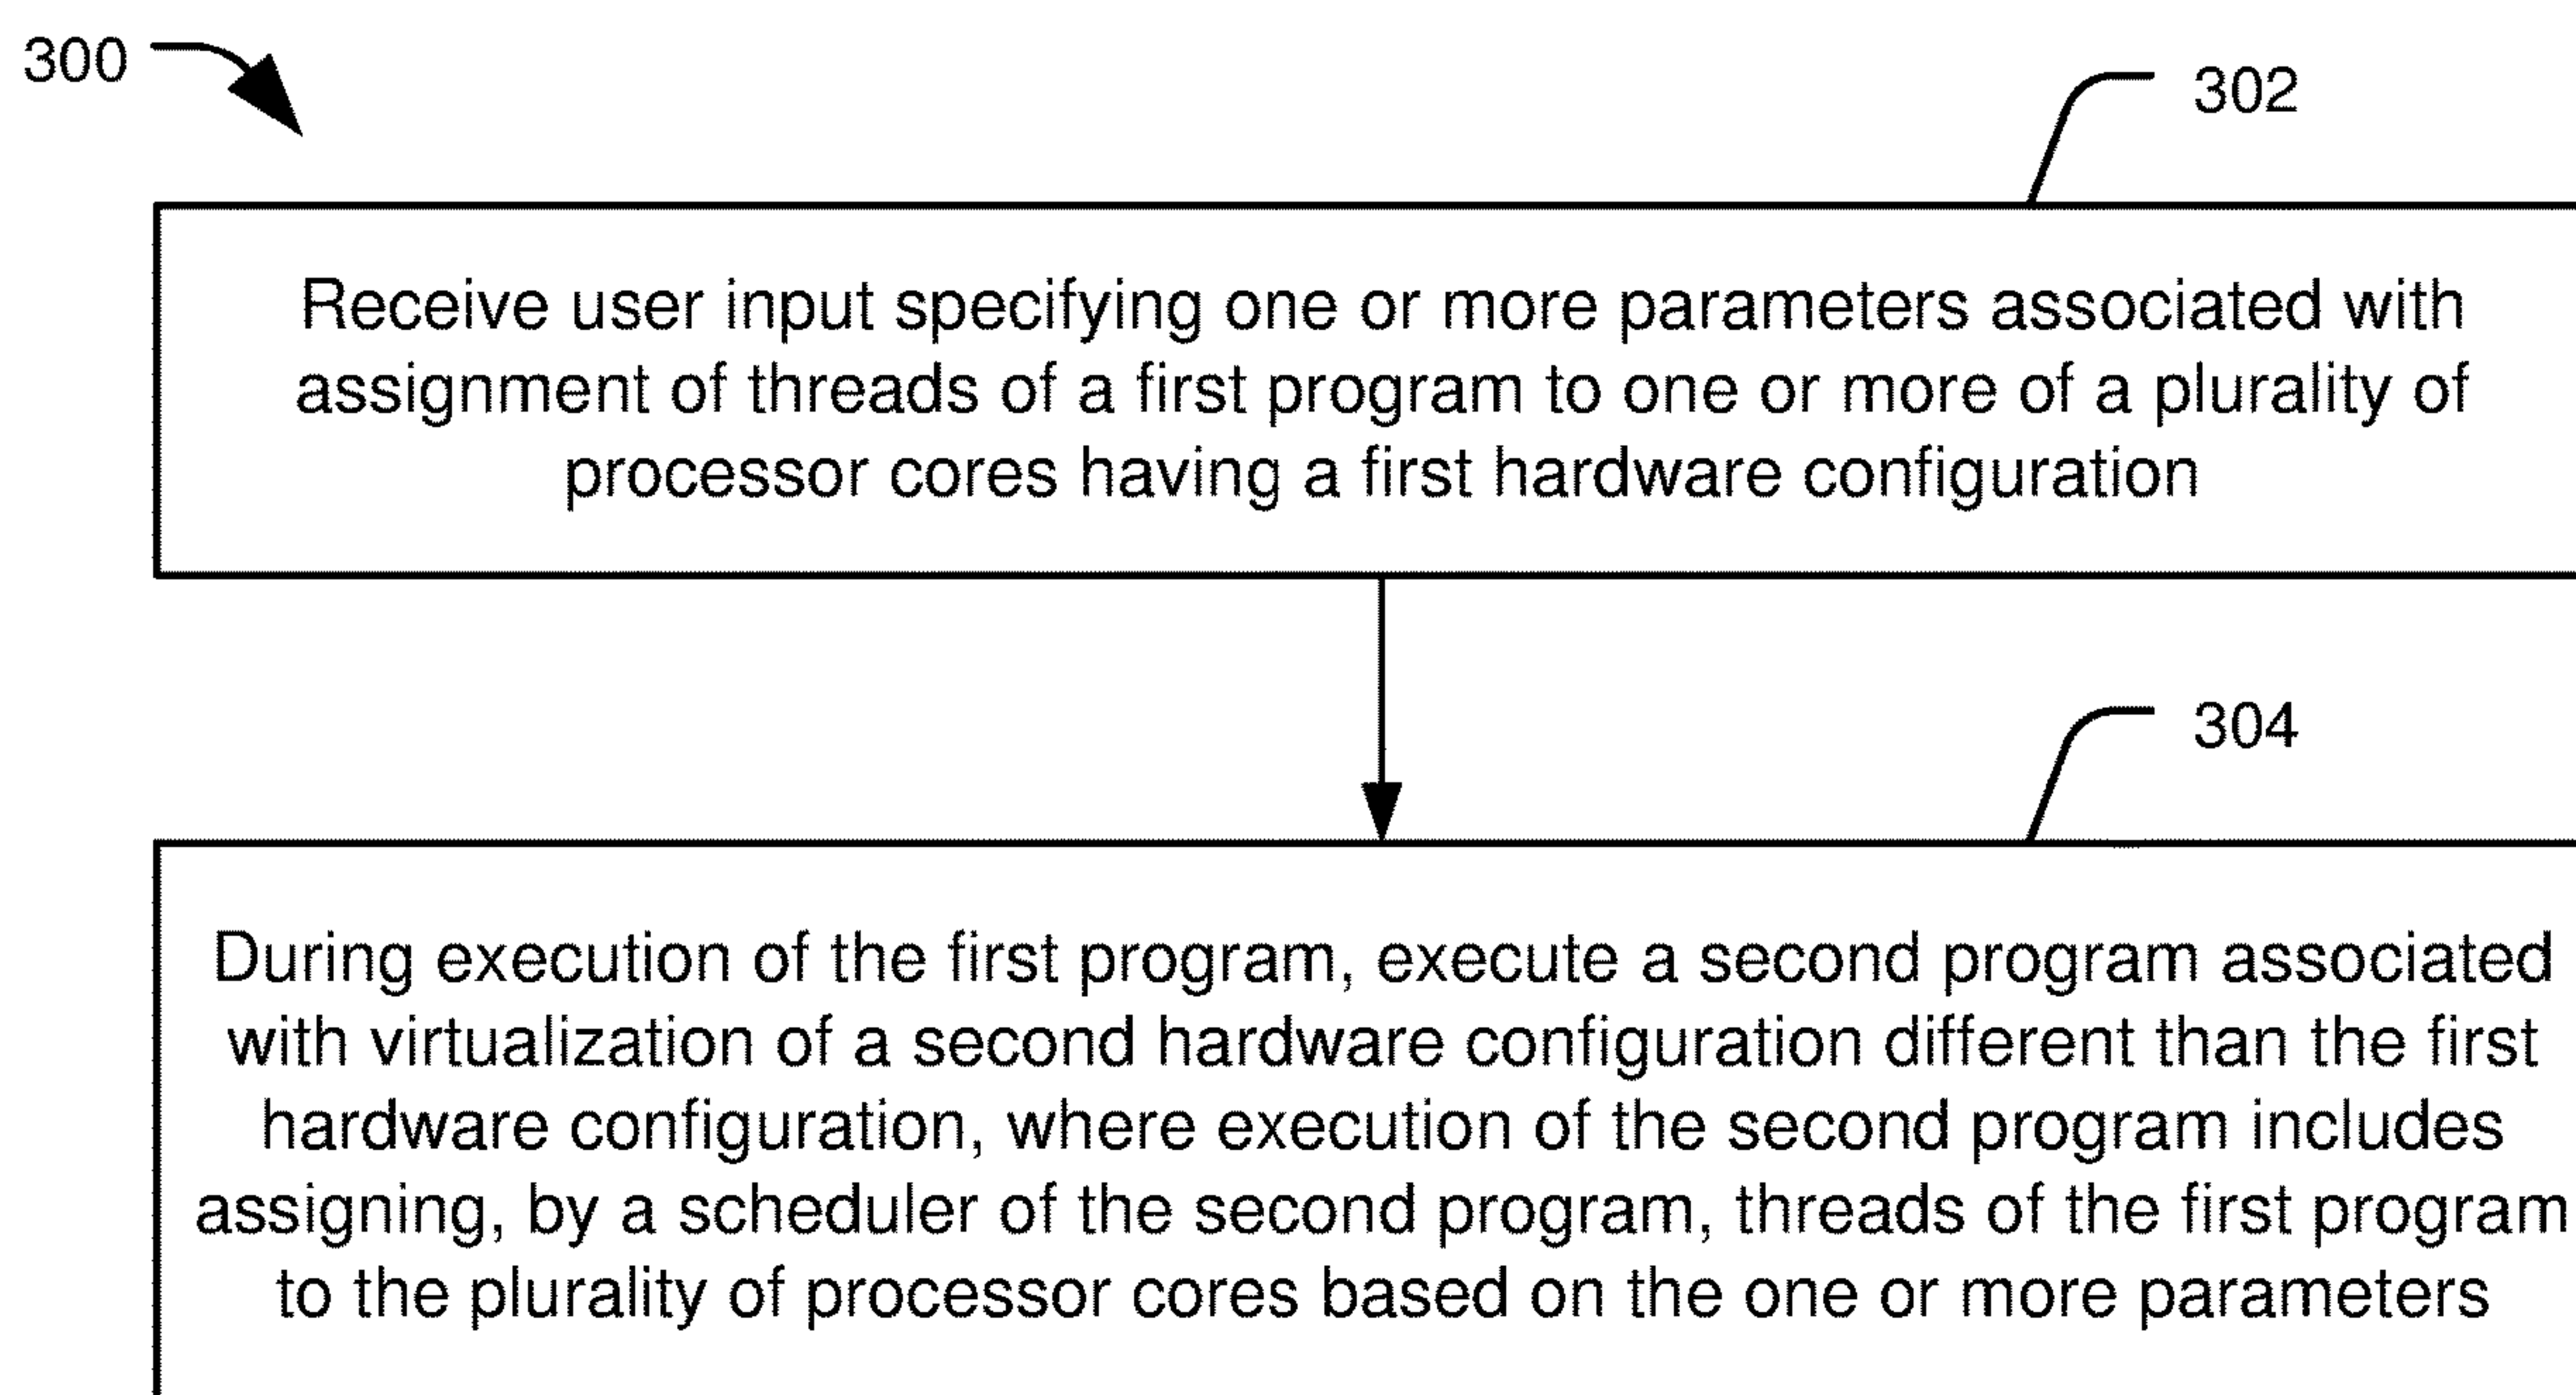 300
302
Receive user input specifying one or more parameters associated with
assignment of threads of a first program to one or more of a plurality of
processor cores having a first hardware configuration
304
During execution of the first program, execute a second program associated
with virtualization of a second hardware configuration different than the first
hardware configuration, where execution of the second program includes
assigning, by a scheduler of the second program, threads of the first program
to the plurality of processor cores based on the one or more parameters